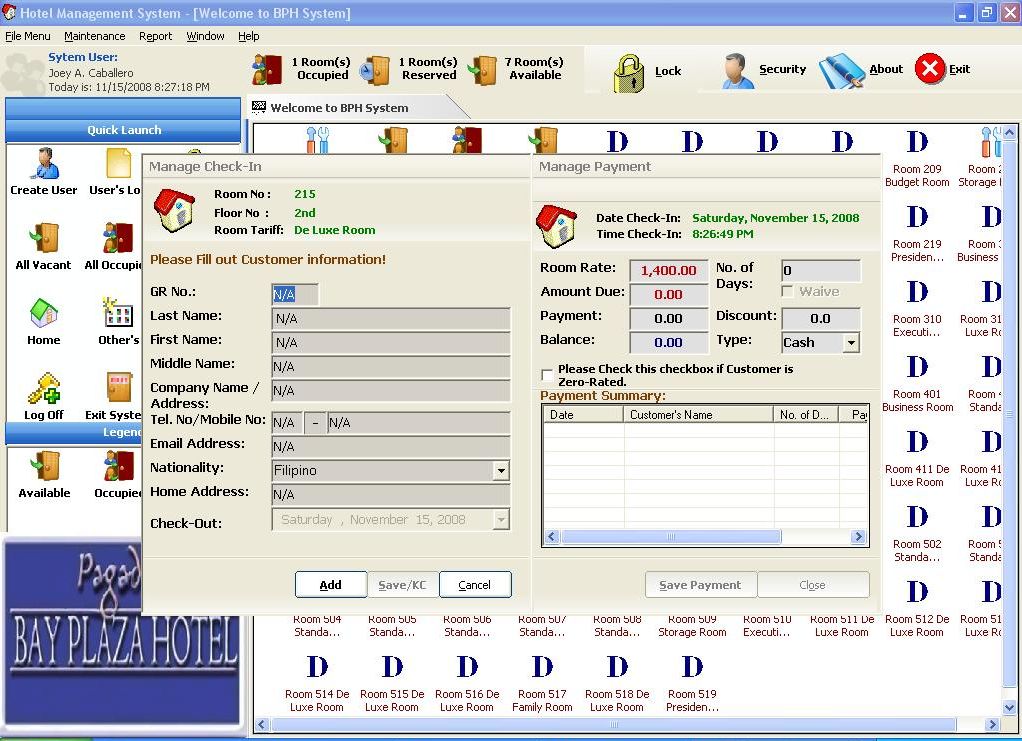 Hotel Management System - [Welcome to BPH System]
File Menu Maintenance Report Window Help
Sytem User:
Joey A. Caballero
Today is: 11/15/2008 8:27:18 PM
1 Room(s)
Occupied
1 Room(s)
Reserved
7 Room(s)
Available
Lock
Security
About
Exit
Quick Launch
Create User
User's Lo
All Vacant
All Occupi
Home
Other's
Log Off
Exit Syste
Legend
Available
Occupied
Pagad
BAY PLAZA HOTEL
Welcome to BPH System
Manage Check-In
Room No : 215
Floor No : 2nd
Room Tariff: De Luxe Room
Please Fill out Customer information!
GR No.: N/A
Last Name: N/A
First Name: N/A
Middle Name: N/A
Company Name /
Address: N/A
Tel. No/Mobile No: N/A - N/A
Email Address: N/A
Nationality: Filipino
Home Address: N/A
Check-Out: Saturday , November 15, 2008
Add Save/KC Cancel
Manage Payment
Date Check-In: Saturday, November 15, 2008
Time Check-In: 8:26:49 PM
Room Rate: 1,400.00 No. of
Days: 0
Amount Due: 0.00 Waive
Payment: 0.00 Discount: 0.0
Balance: 0.00 Type: Cash
Please Check this checkbox if Customer is
Zero-Rated.
Payment Summary:
Date Customer's Name No. of D... Pa
Save Payment Close
D D D D D
Room 209
Budget Room
Room 2
Storage
D D
Room 219
Presiden...
Room
Business
D D
Room 310
Executi...
Room 31
Luxe R
D D
Room 401
Business Room
Room 4
Standa
D D
Room 411 De
Luxe Room
Room 41
Luxe R
D D
Room 502
Standa...
Room 5
Standa
D D
Room 504
Standa...
Room 505
Standa...
Room 506
Standa...
Room 507
Standa...
Room 508
Standa...
Room 509
Storage Room
Room 510
Executi...
Room 511 De
Luxe Room
Room 512 De
Luxe Room
Room 51
Luxe R
D D D D D D
Room 514 De
Luxe Room
Room 515 De
Luxe Room
Room 516 De
Luxe Room
Room 517
Family Room
Room 518 De
Luxe Room
Room 519
Presiden...